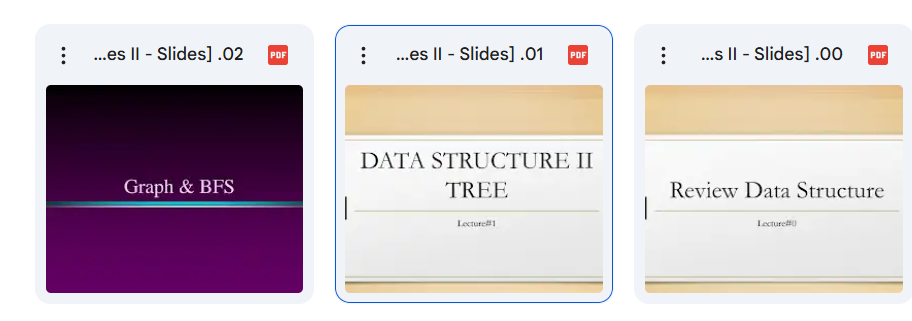 ...es II - Slides] .02
PDF
Graph & BFS
...es II - Slides] .01
PDF
DATA STRUCTURE II
TREE
Lecture#1
...s II - Slides] .00
PDF
Review Data Structure
Lecture#0